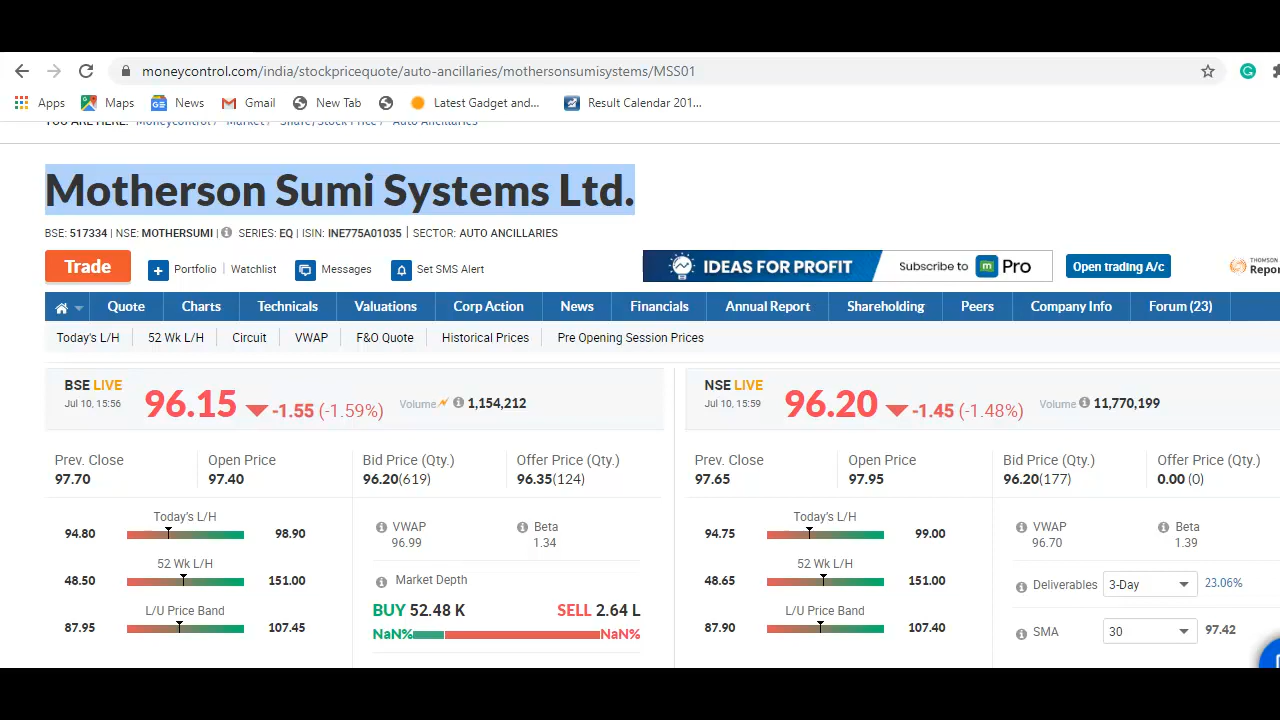 moneycontrol.com/india/stockpricequote/auto-ancillaries/mothersonsumisystems/MSS01
Apps Maps News Gmail New Tab Latest Gadget and... Result Calendar 201...
YOU ARE HERE: Moneycontrol / Market / Share/Stock Price / Auto Ancillaries
Motherson Sumi Systems Ltd.
BSE: 517334 | NSE: MOTHERSUMI | SERIES: EQ | ISIN: INE775A01035 | SECTOR: AUTO ANCILLARIES
Trade + Portfolio | Watchlist Messages Set SMS Alert IDEAS FOR PROFIT Subscribe to m Pro Open trading A/c THOMSON
Quote Charts Technicals Valuations Corp Action News Financials Annual Report Shareholding Peers Company Info Forum (23)
Today's L/H 52 Wk L/H Circuit VWAP F&O Quote Historical Prices Pre Opening Session Prices
BSE LIVE
Jul 10, 15:56
96.15 -1.55 (-1.59%)
Volume 1,154,212
NSE LIVE
Jul 10, 15:59
96.20 -1.45 (-1.48%)
Volume 11,770,199
Prev. Close Open Price Bid Price (Qty.) Offer Price (Qty.)
97.70 97.40 96.20(619) 96.35(124)
Today's L/H
94.80 98.90
52 Wk L/H
48.50 151.00
L/U Price Band
87.95 107.45
VWAP Beta
96.99 1.34
Market Depth
BUY 52.48 K SELL 2.64 L
NaN% NaN%
Prev. Close Open Price Bid Price (Qty.) Offer Price (Qty.)
97.65 97.95 96.20(177) 0.00 (0)
Today's L/H
94.75 99.00
52 Wk L/H
48.65 151.00
L/U Price Band
87.90 107.40
VWAP Beta
96.70 1.39
Deliverables 3-Day 23.06%
SMA 30 97.42